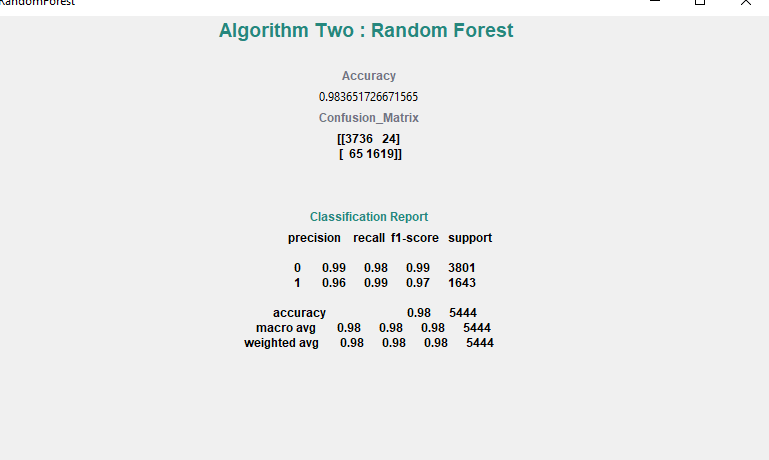 RandomForest
Algorithm Two : Random Forest
Accuracy
0.983651726671565
Confusion_Matrix
[[3736 24]
[ 65 1619]]
Classification Report
precision recall f1-score support
0 0.99 0.98 0.99 3801
1 0.96 0.99 0.97 1643
accuracy 0.98 5444
macro avg 0.98 0.98 0.98 5444
weighted avg 0.98 0.98 0.98 5444